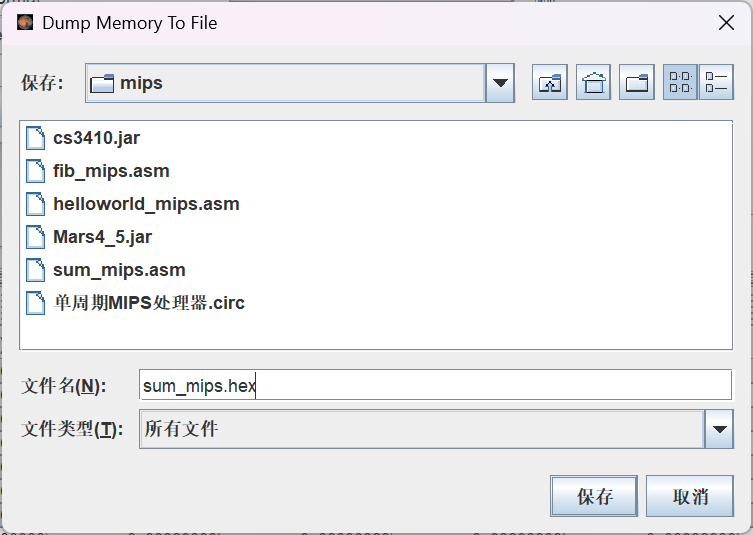 Dump Memory To File
保存: mips
cs3410.jar
fib_mips.asm
helloworld_mips.asm
Mars4_5.jar
sum_mips.asm
单周期MIPS处理器.circ
文件名(N): sum_mips.hex
文件类型(T): 所有文件
保存 取消